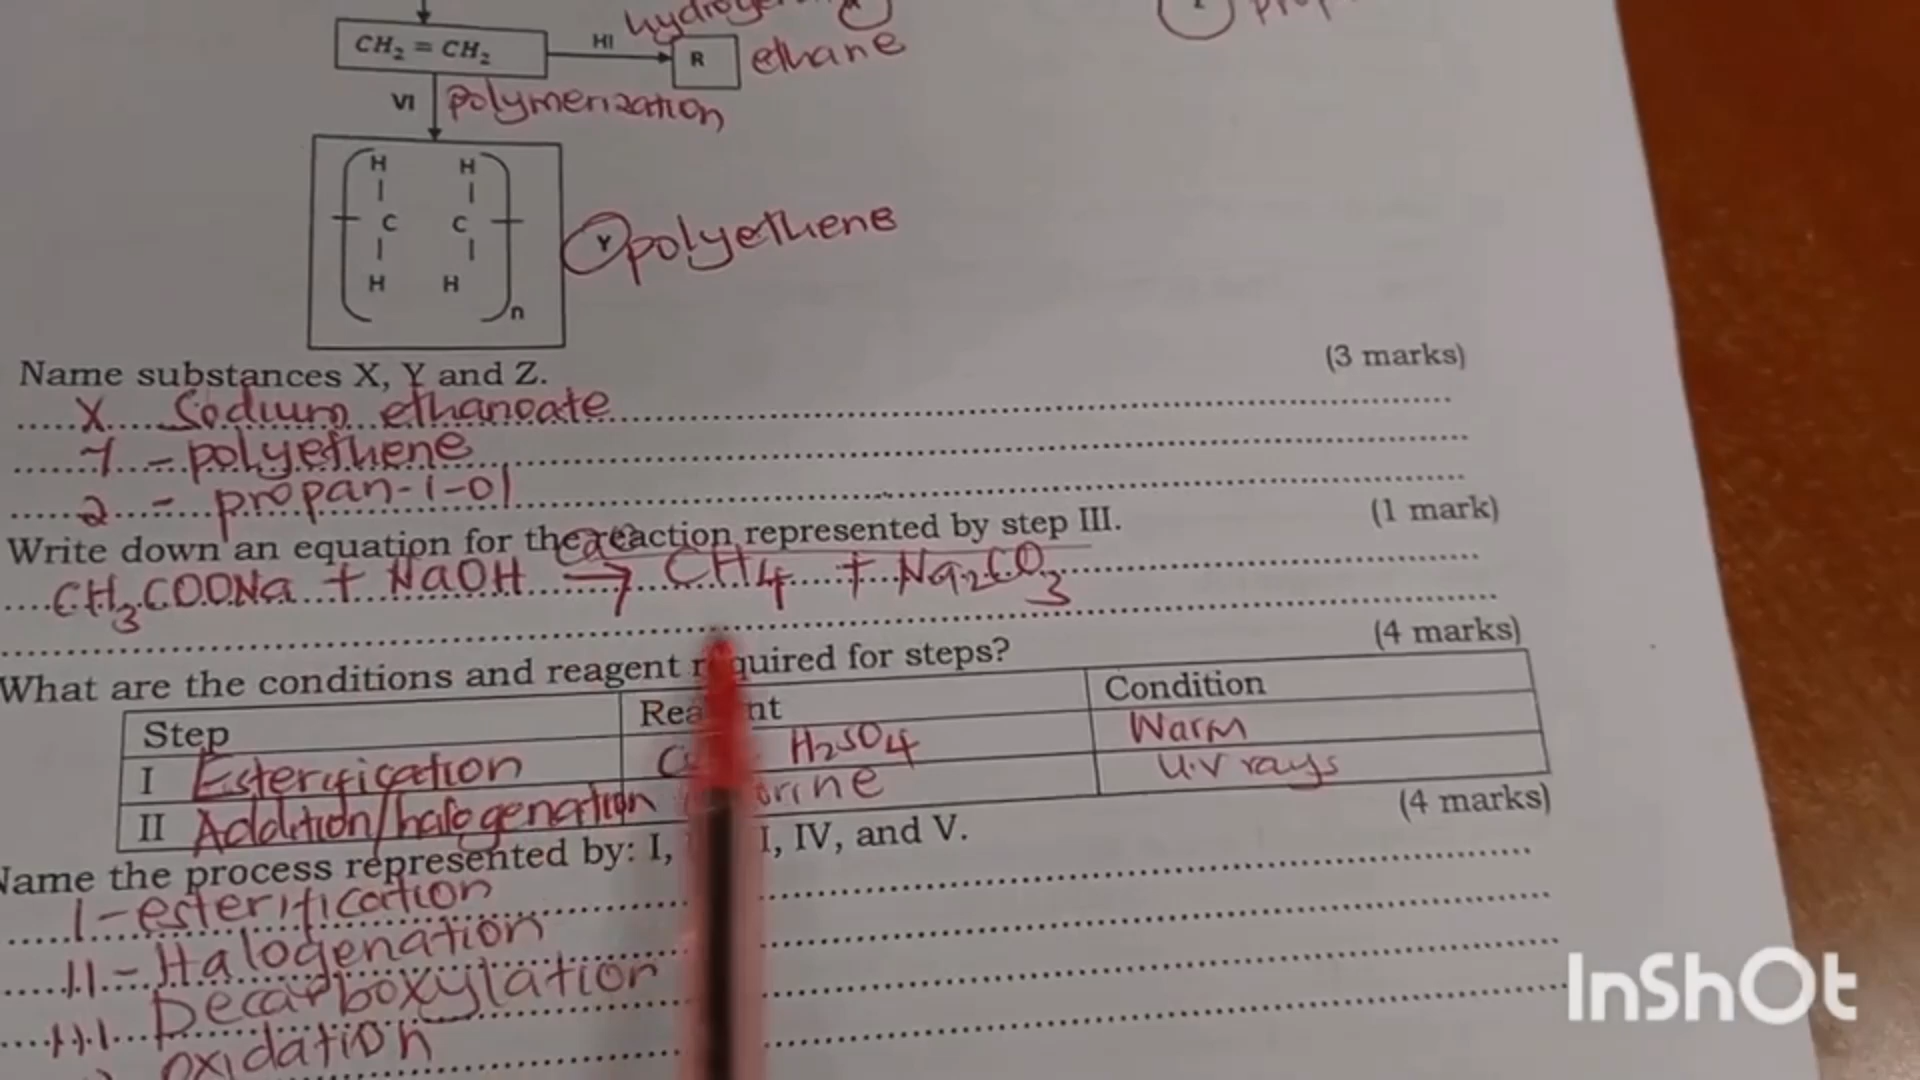 hydrogen
CH₂ = CH₂
HI
R
ethane
VI
polymerization
H H
C C
H H
n
Y
polyethene
Name substances X, Y and Z.
(3 marks)
X Sodium ethanoate
Y - polyethene
2 - propan-1-ol
Write down an equation for the reaction represented by step III.
(1 mark)
CH₃COONa + NaOH → CH₄ + Na₂CO₃
What are the conditions and reagent required for steps?
(4 marks)
Step Condition
I Esterification H₂SO₄ Warm
II Addition/halogenation U.V rays
Name the process represented by: I, I, IV, and V.
(4 marks)
I - esterification
II - Halogenation
III Decarboxylation
oxidation
InShOt